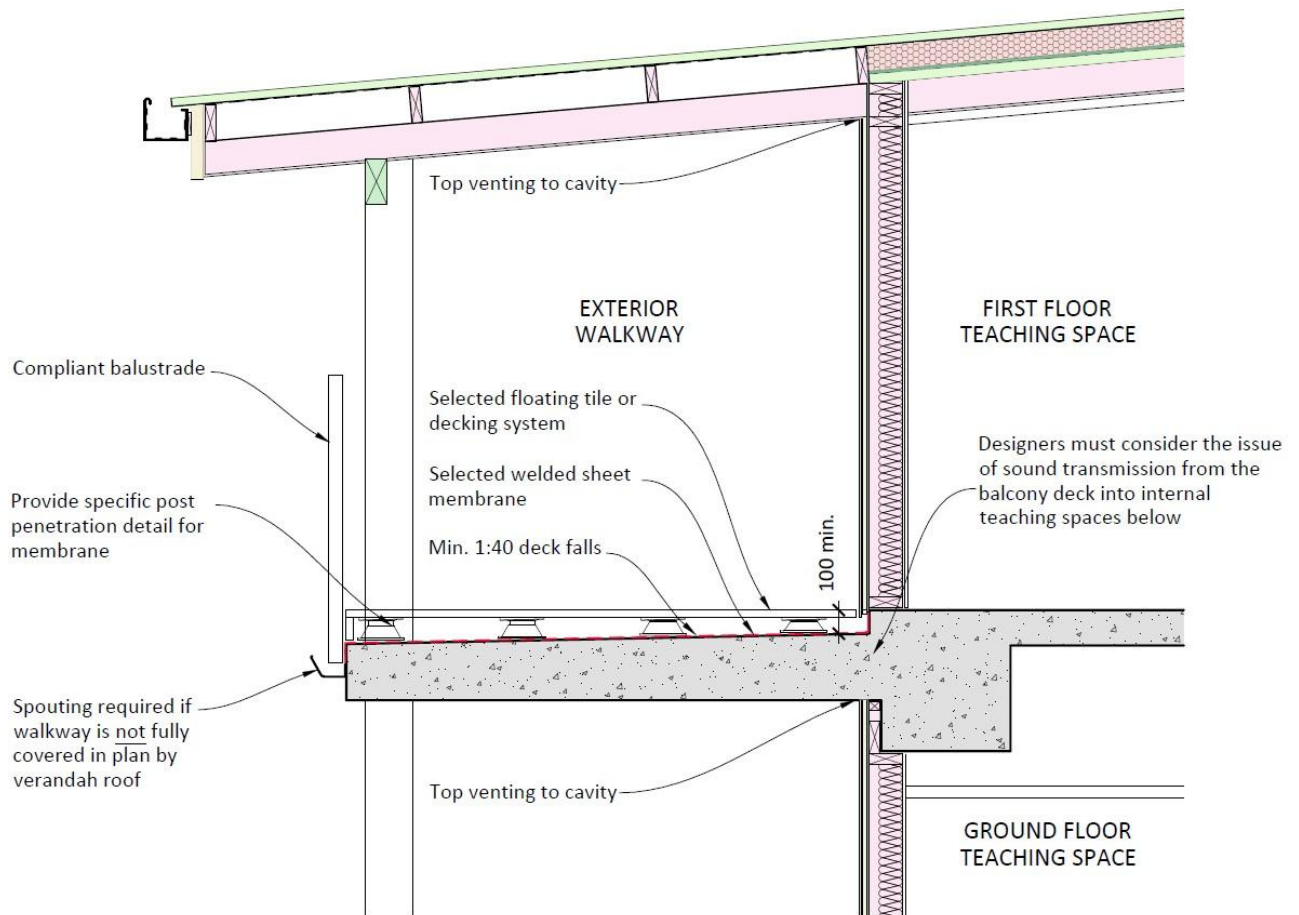 Top venting to cavity
EXTERIOR
WALKWAY
FIRST FLOOR
TEACHING SPACE
Compliant balustrade
Selected floating tile or
decking system
Selected welded sheet
membrane
Min. 1:40 deck falls
100 min.
Designers must consider the issue
of sound transmission from the
balcony deck into internal
teaching spaces below
Provide specific post
penetration detail for
membrane
Spouting required if
walkway is not fully
covered in plan by
verandah roof
Top venting to cavity
GROUND FLOOR
TEACHING SPACE